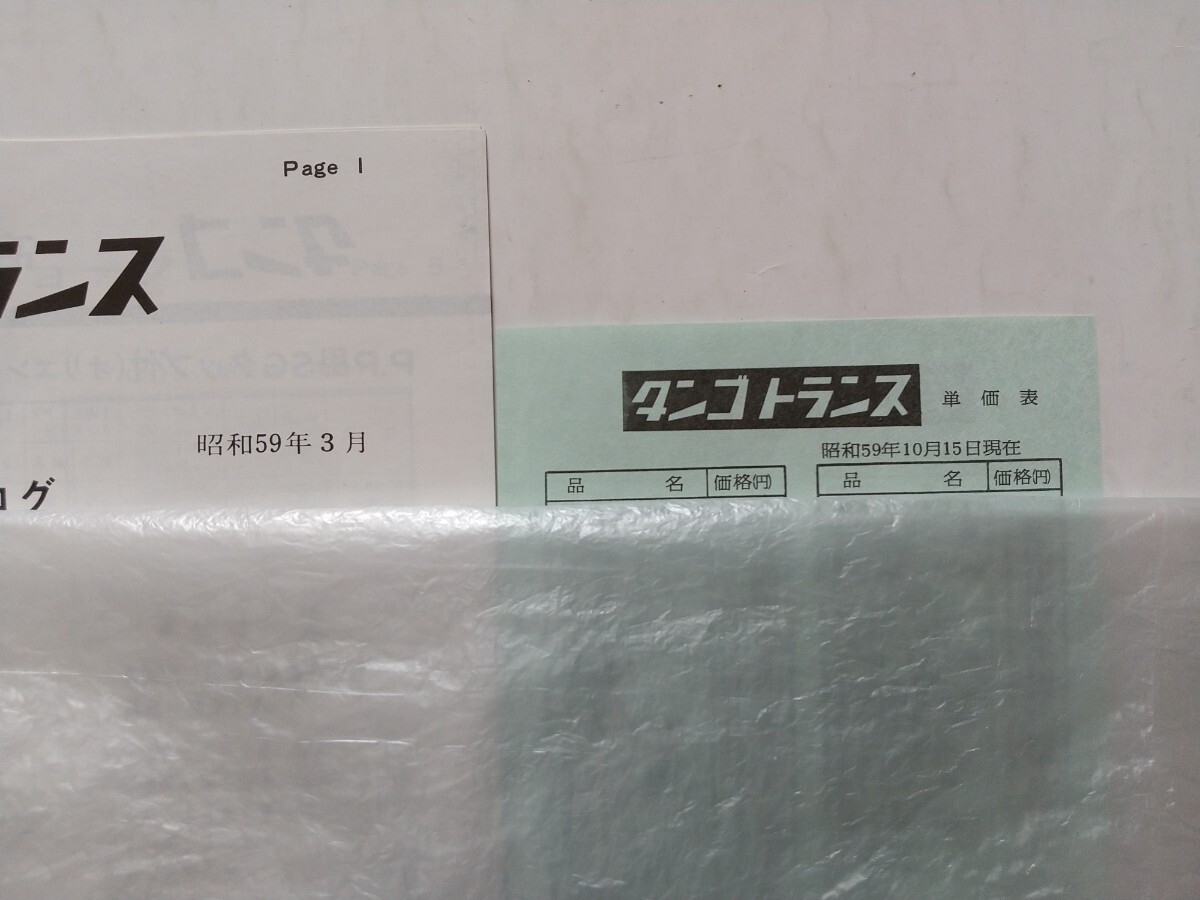 Page 1
ランス
昭和59年3月
ログ
タンゴトランス 単価表
昭和59年10月15日現在
品名 価格(円) 品名 価格(円)